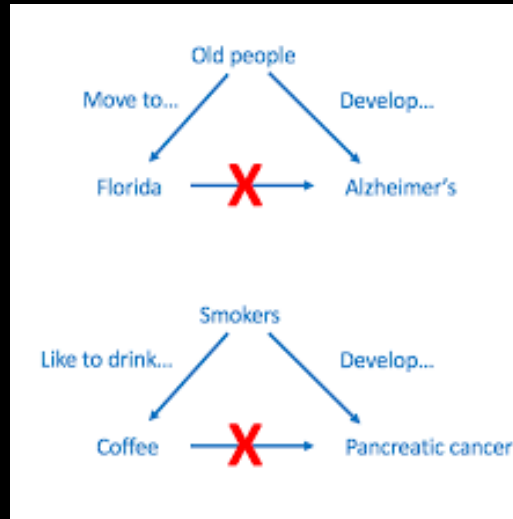 Old people
Move to...
Develop...
Florida
X
Alzheimer's
Smokers
Like to drink...
Develop...
Coffee
X
Pancreatic cancer